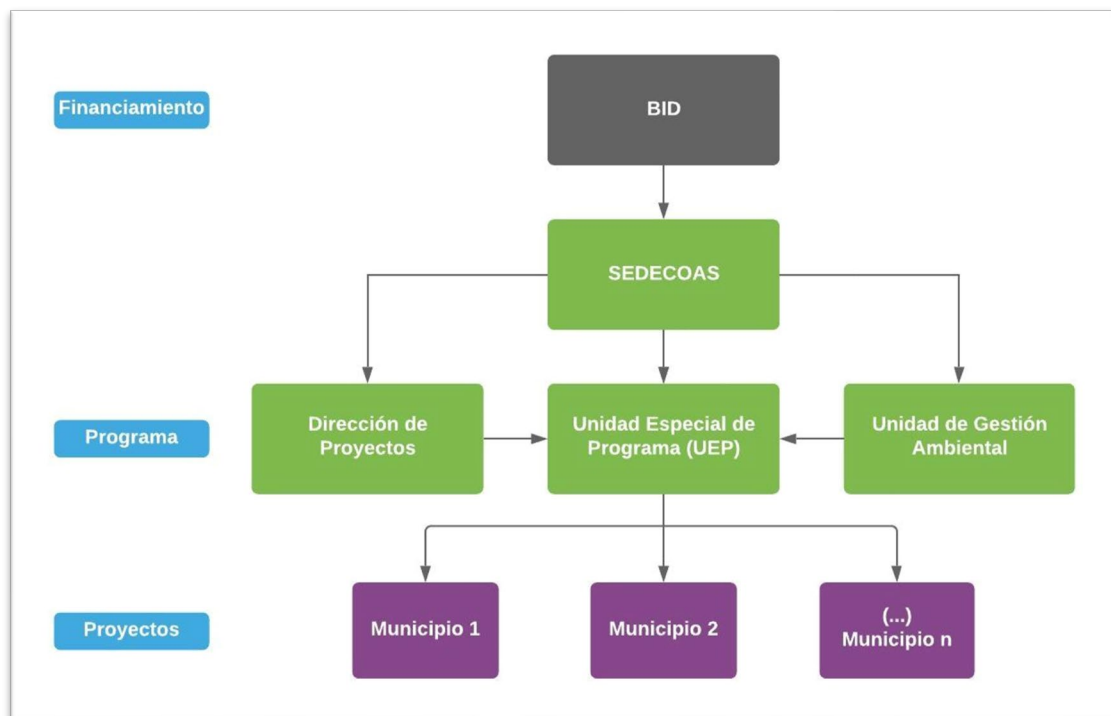 Financiamiento
BID
SEDECOAS
Programa
Dirección de
Proyectos
Unidad Especial de
Programa (UEP)
Unidad de Gestión
Ambiental
Proyectos
Municipio 1
Municipio 2
(...)
Municipio n